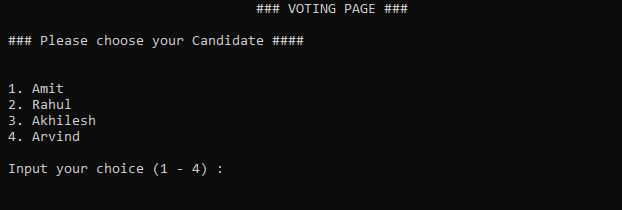 ### VOTING PAGE ###
### Please choose your Candidate ####
1. Amit
2. Rahul
3. Akhilesh
4. Arvind
Input your choice (1 - 4) :